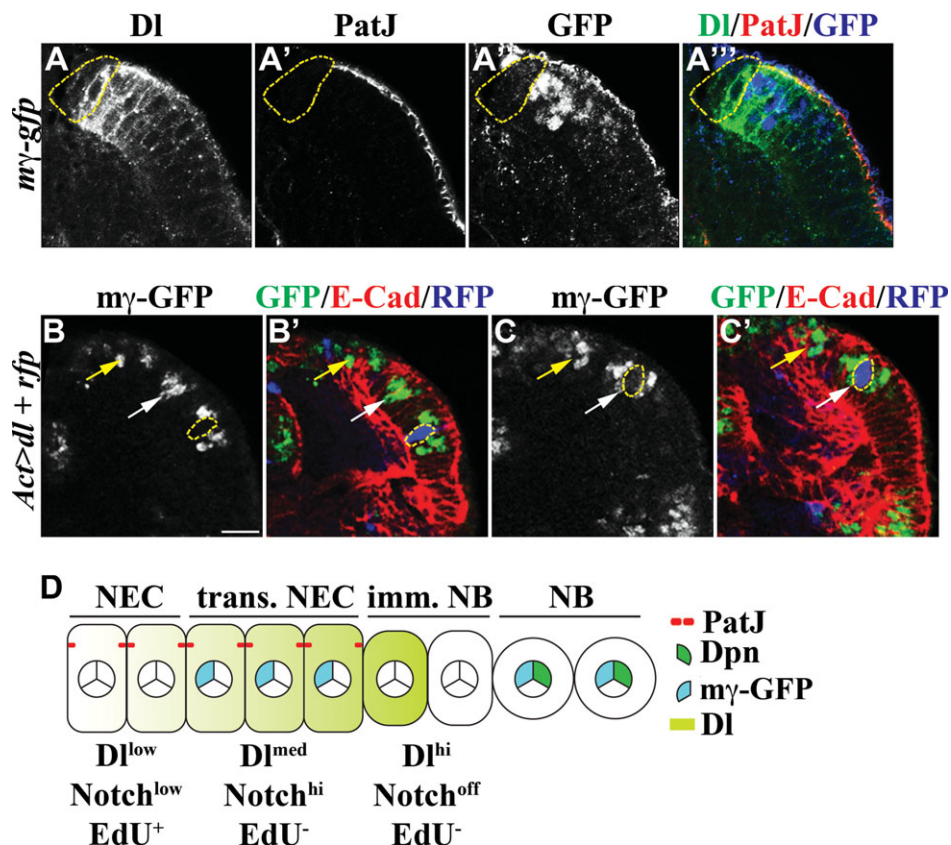 Dl PatJ GFP Dl/PatJ/GFP
A A' A'' A'''
mγ-gfp
mγ-GFP GFP/E-Cad/RFP mγ-GFP GFP/E-Cad/RFP
B B' C C'
Act>dl + rfp
D
NEC trans. NEC imm. NB NB
PatJ
Dpn
mγ-GFP
Dl
Dl^low Dl^med Dl^hi
Notch^low Notch^hi Notch^off
EdU⁺ EdU⁻ EdU⁻